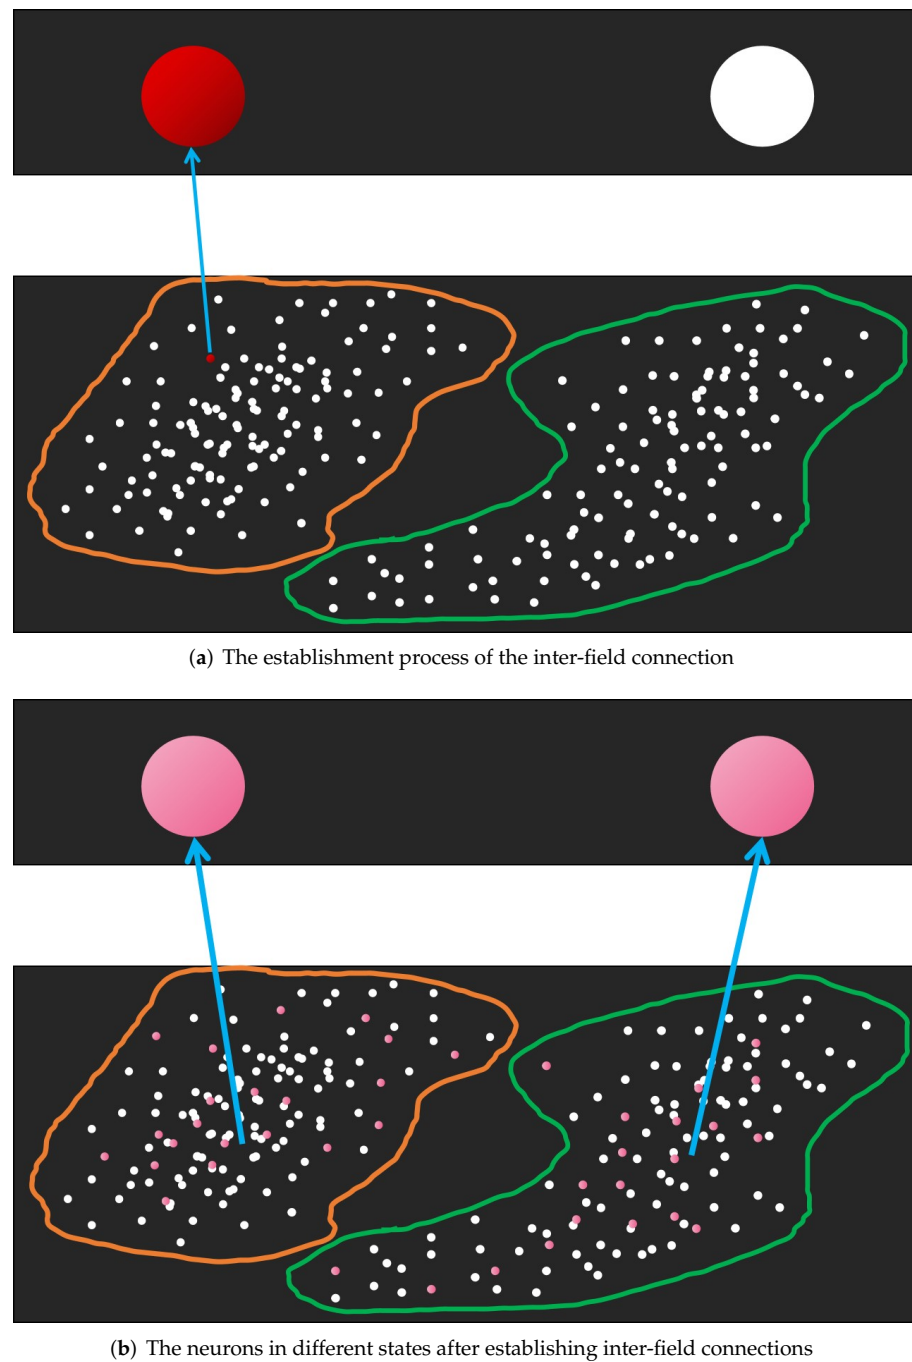 (a) The establishment process of the inter-field connection
(b) The neurons in different states after establishing inter-field connections